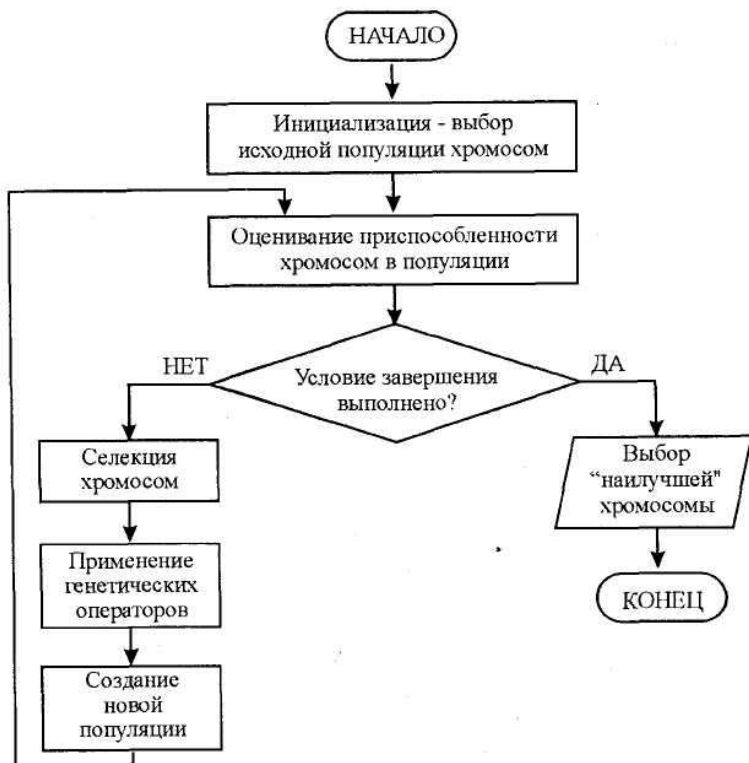 НАЧАЛО
Инициализация - выбор
исходной популяции хромосом
Оценивание приспособленности
хромосом в популяции
Условие завершения
выполнено?
НЕТ
ДА
Селекция
хромосом
Применение
генетических
операторов
Создание
новой
популяции
Выбор
“наилучшей"
хромосомы
КОНЕЦ